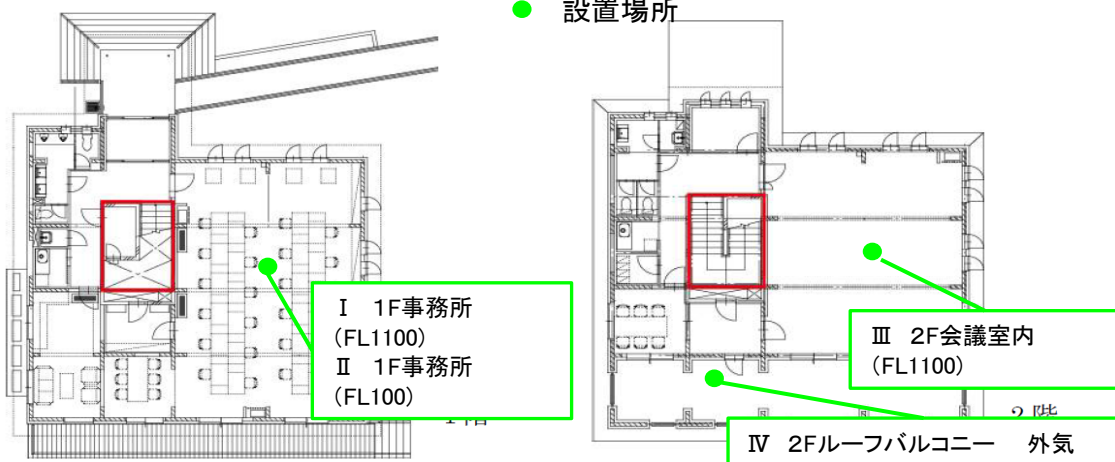 設置場所
Ⅰ 1F事務所
(FL1100)
Ⅱ 1F事務所
(FL100)
Ⅲ 2F会議室内
(FL1100)
2階
Ⅳ 2Fルーフバルコニー 外気